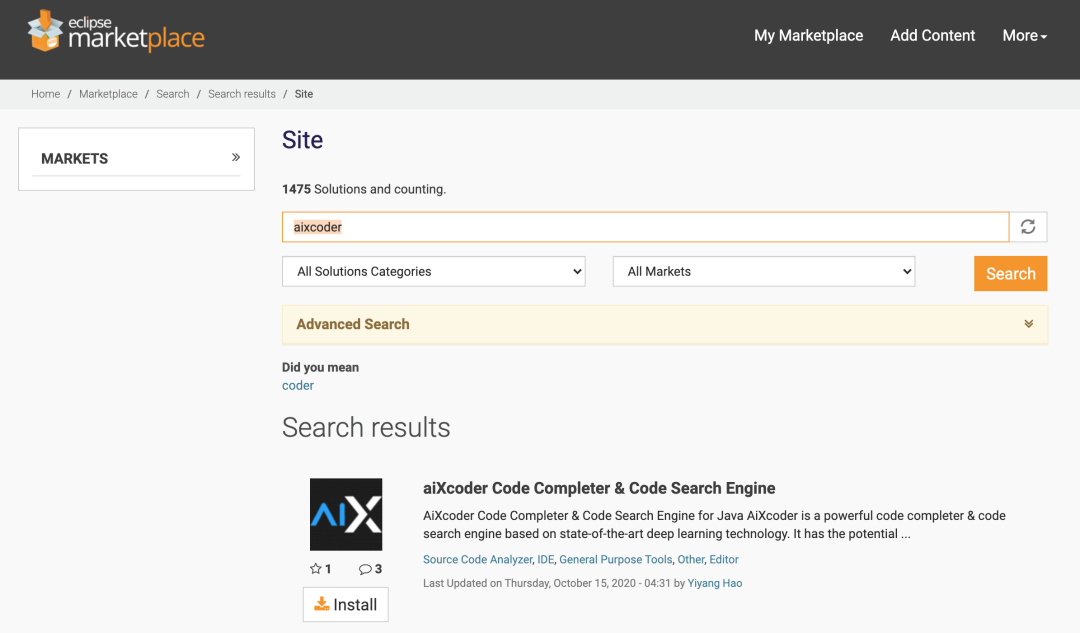 eclipse
marketplace
My Marketplace Add Content More
Home / Marketplace / Search / Search results / Site
MARKETS »
Site
1475 Solutions and counting.
aixcoder
All Solutions Categories All Markets Search
Advanced Search
Did you mean
coder
Search results
AIX
aiXcoder Code Completer & Code Search Engine
AiXcoder Code Completer & Code Search Engine for Java AiXcoder is a powerful code completer & code
search engine based on state-of-the-art deep learning technology. It has the potential ...
Source Code Analyzer, IDE, General Purpose Tools, Other, Editor
1 3
Last Updated on Thursday, October 15, 2020 - 04:31 by Yiyang Hao
Install